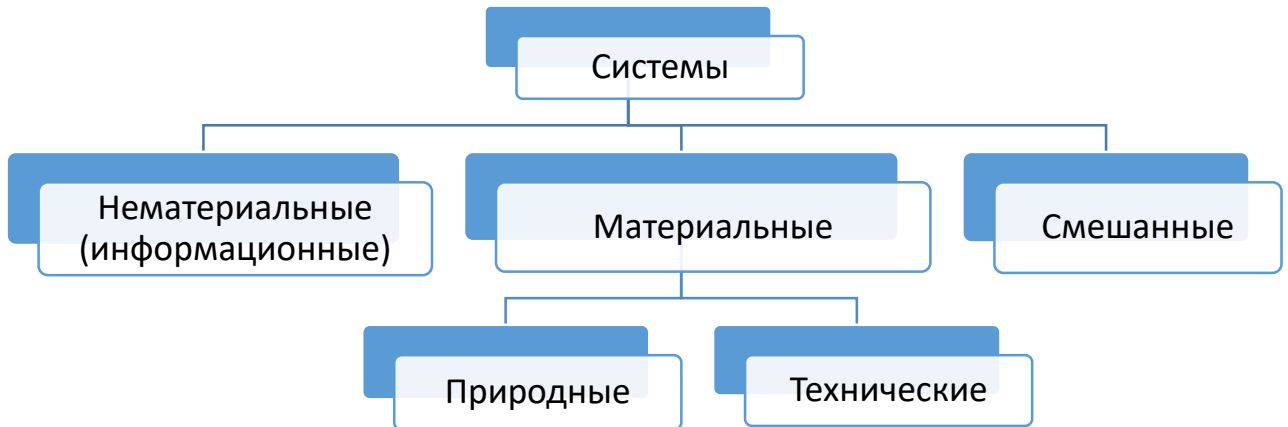 Системы
Нематериальные
(информационные)
Материальные
Смешанные
Природные
Технические